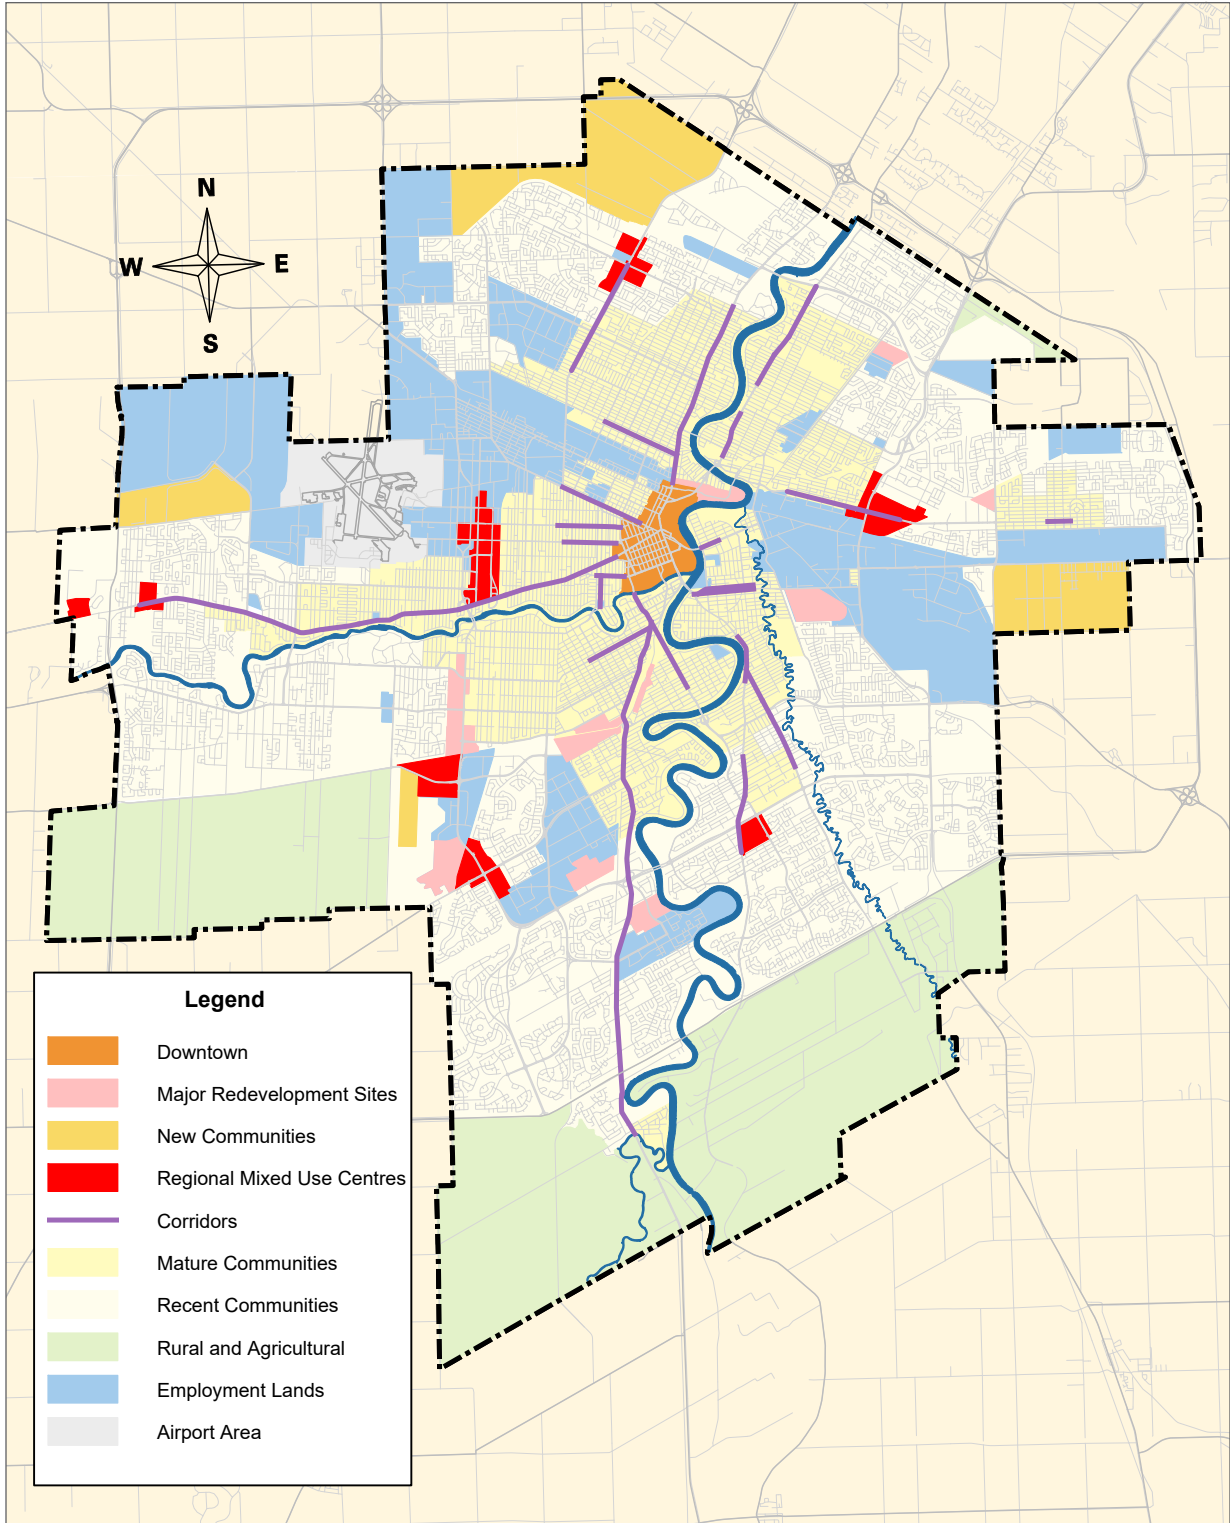 N
W
E
S
Legend
Downtown
Major Redevelopment Sites
New Communities
Regional Mixed Use Centres
Corridors
Mature Communities
Recent Communities
Rural and Agricultural
Employment Lands
Airport Area